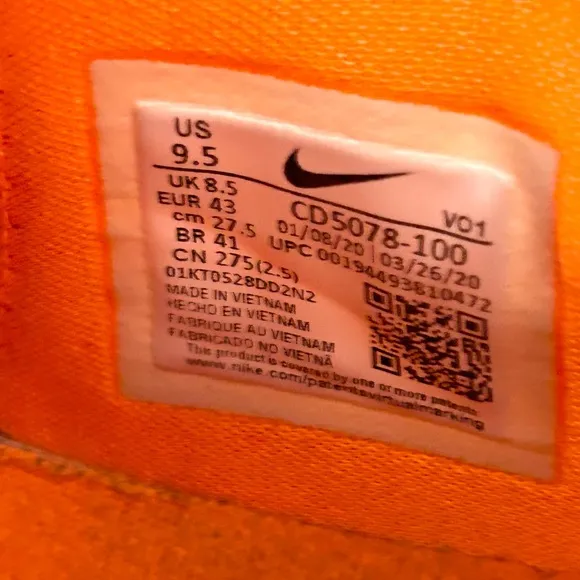 US
9.5
UK 8.5
EUR 43
cm 27.5
BR 41
CN 275(2.5)
01KT0528DD2N2
VO1
CD5078-100
01/08/20 | 03/26/20
UPC 00194493810472
MADE IN VIETNAM
HECHO EN VIETNAM
FABRIQUE AU VIETNAM
FABRICADO NO VIETNÃ
This product is covered by one or more patents
www.nike.com/patentsvirtualmarking